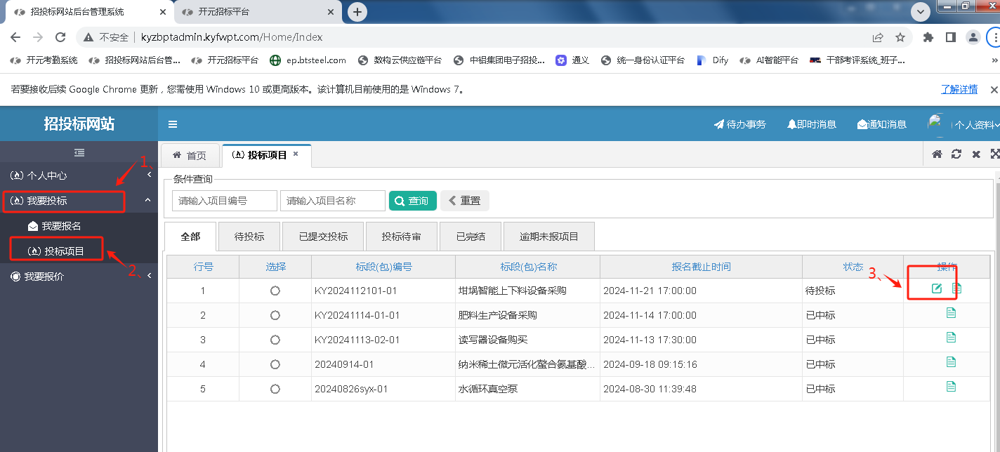 招投标网站后台管理系统
开元招标平台
不安全 kyzbptadmin.kyfwpt.com/Home/Index
开元考勤系统 招投标网站后台管... 开元招标平台 ep.btsteel.com 数构云供应链平台 中铝集团电子招投... 通义 统一身份认证平台 Dify AI智能平台 干部考评系统_班子...
若要接收后续 Google Chrome 更新，您需使用 Windows 10 或更高版本。该计算机目前使用的是 Windows 7。 了解详情
招投标网站 待办事务 即时消息 通知消息 个人资料
首页 投标项目
个人中心
我要投标
我要报名
投标项目
我要报价
1、
2、
3、
条件查询
请输入项目编号 请输入项目名称 查询 重置
全部 待投标 已提交投标 投标待审 已完结 逾期未报项目
行号 选择 标段(包)编号 标段(包)名称 报名截止时间 状态 操作
1 KY2024112101-01 坩埚智能上下料设备采购 2024-11-21 17:00:00 待投标
2 KY20241114-01-01 肥料生产设备采购 2024-11-14 17:00:00 已中标
3 KY20241113-02-01 读写器设备购买 2024-11-13 17:30:00 已中标
4 20240914-01 纳米稀土微元活化螯合氨基酸... 2024-09-18 09:15:16 已中标
5 20240826syx-01 水循环真空泵 2024-08-30 11:39:48 已中标